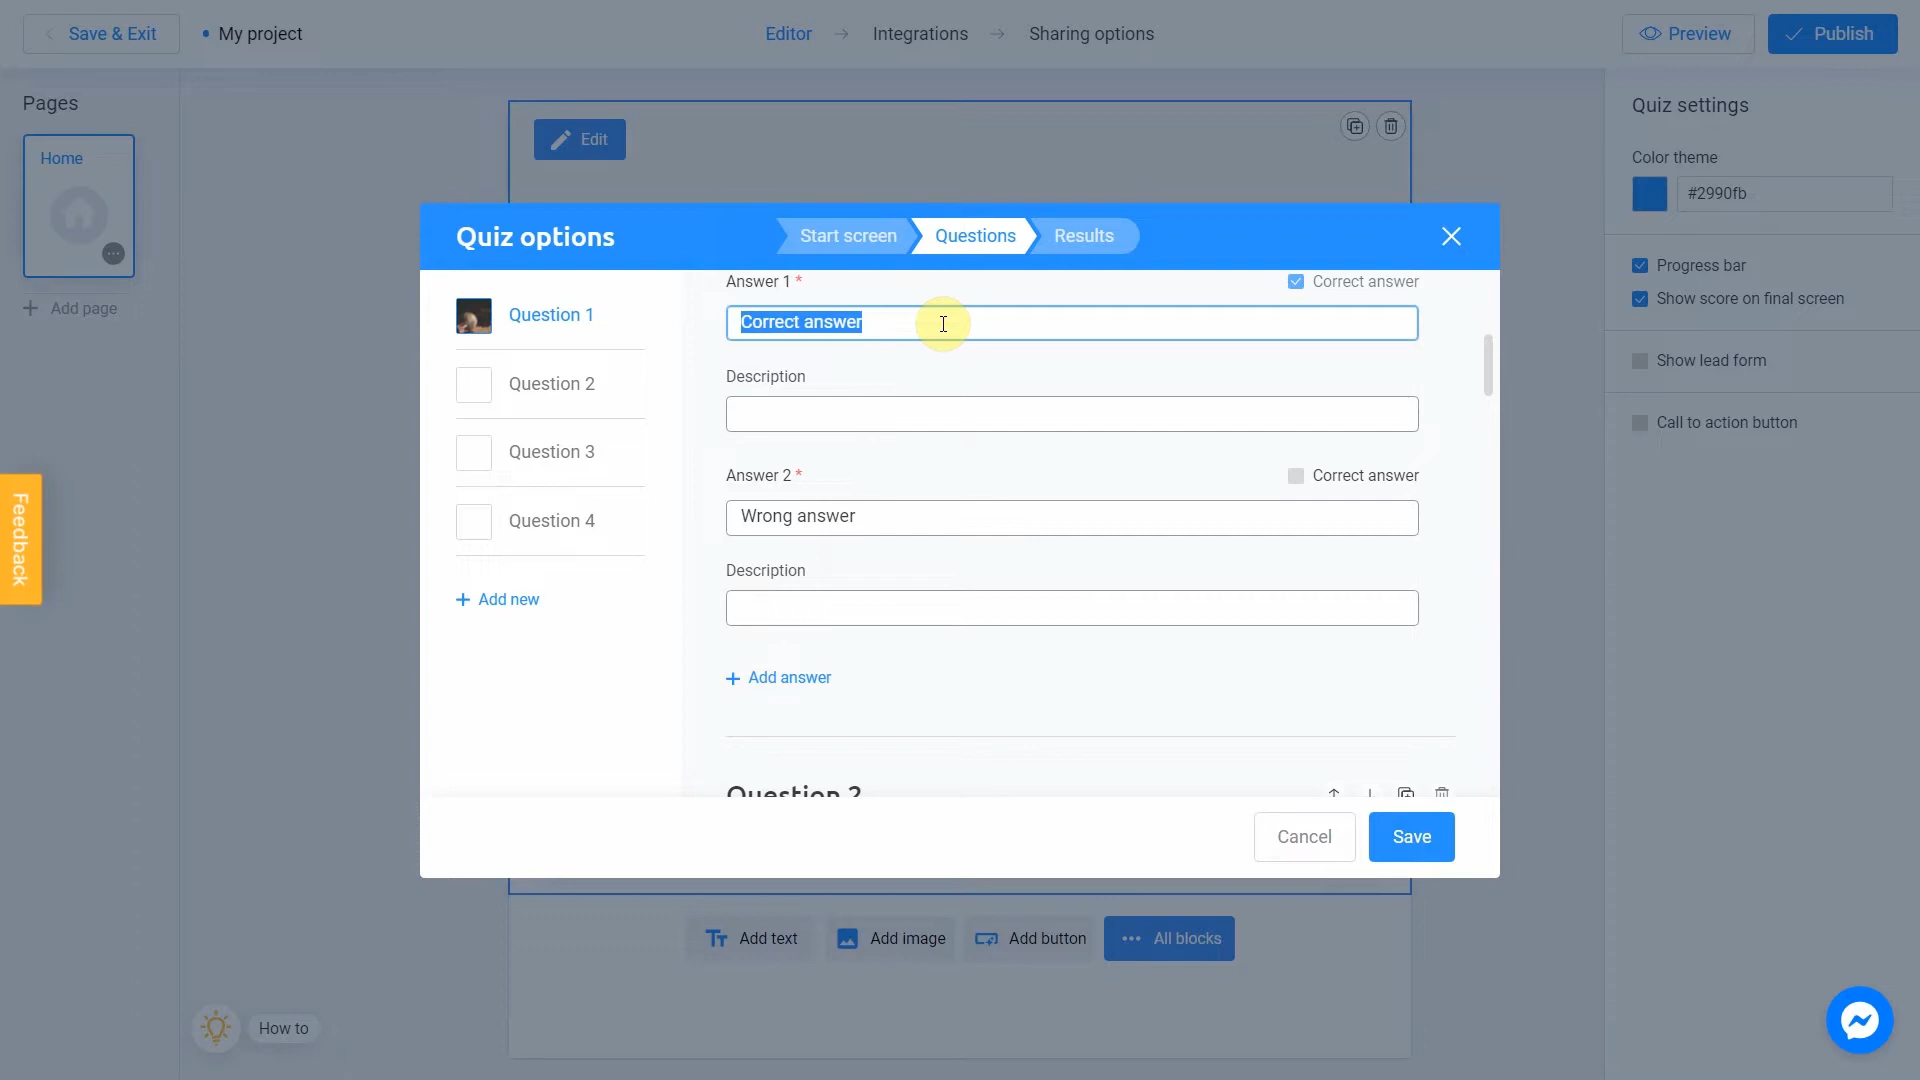 Save & Exit
My project
Editor
Integrations
Sharing options
Preview
Publish
Pages
Home
Add page
Edit
Quiz settings
Color theme
#2990fb
Progress bar
Show score on final screen
Show lead form
Call to action button
Quiz options
Start screen
Questions
Results
Question 1
Question 2
Question 3
Question 4
Add new
Answer 1 *
Correct answer
Correct answer
Description
Answer 2 *
Correct answer
Wrong answer
Description
Add answer
Question 2
Cancel
Save
Feedback
Add text
Add image
Add button
All blocks
How to